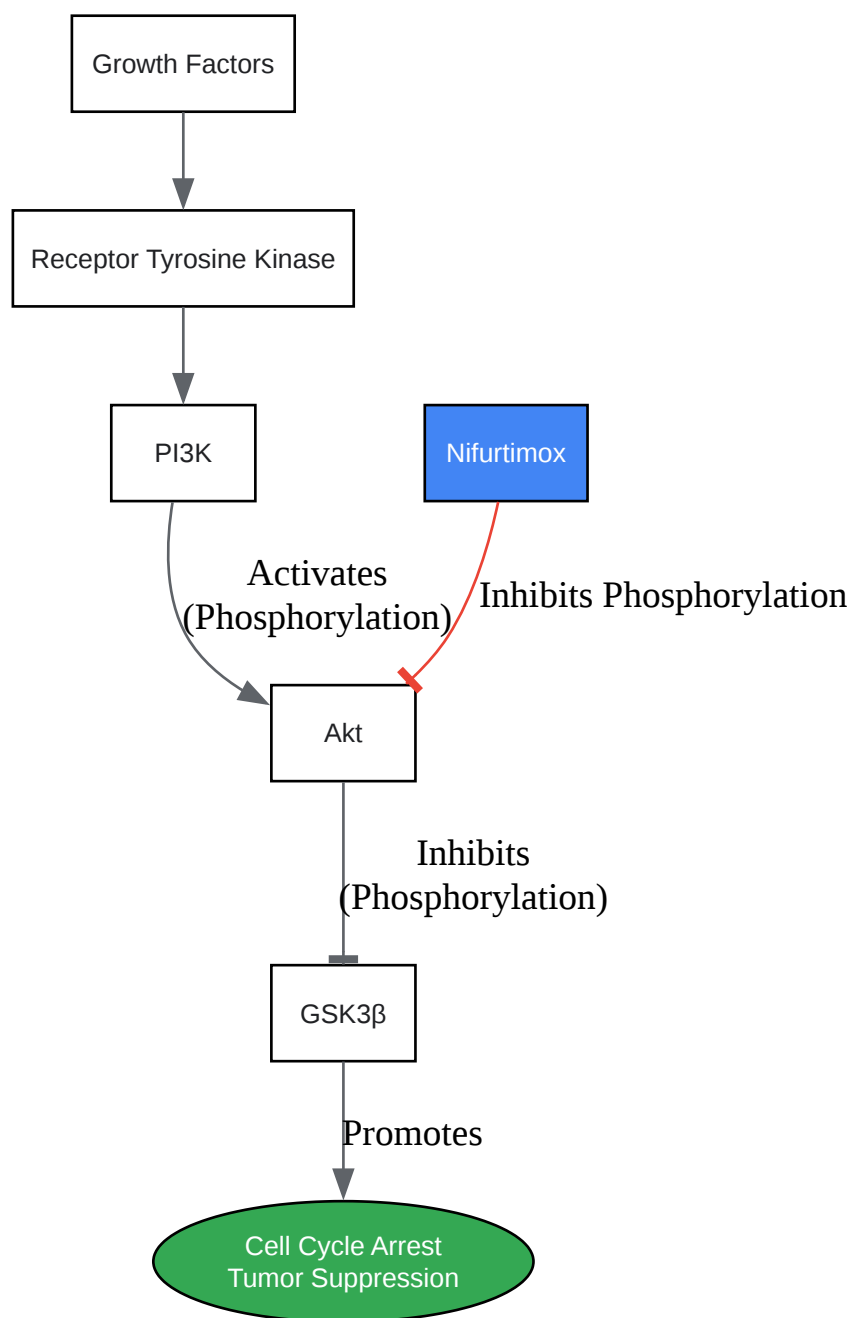 Growth Factors
Receptor Tyrosine Kinase
PI3K
Nifurtimox
Activates
(Phosphorylation)
Inhibits Phosphorylation
Akt
Inhibits
(Phosphorylation)
GSK3β
Promotes
Cell Cycle Arrest
Tumor Suppression